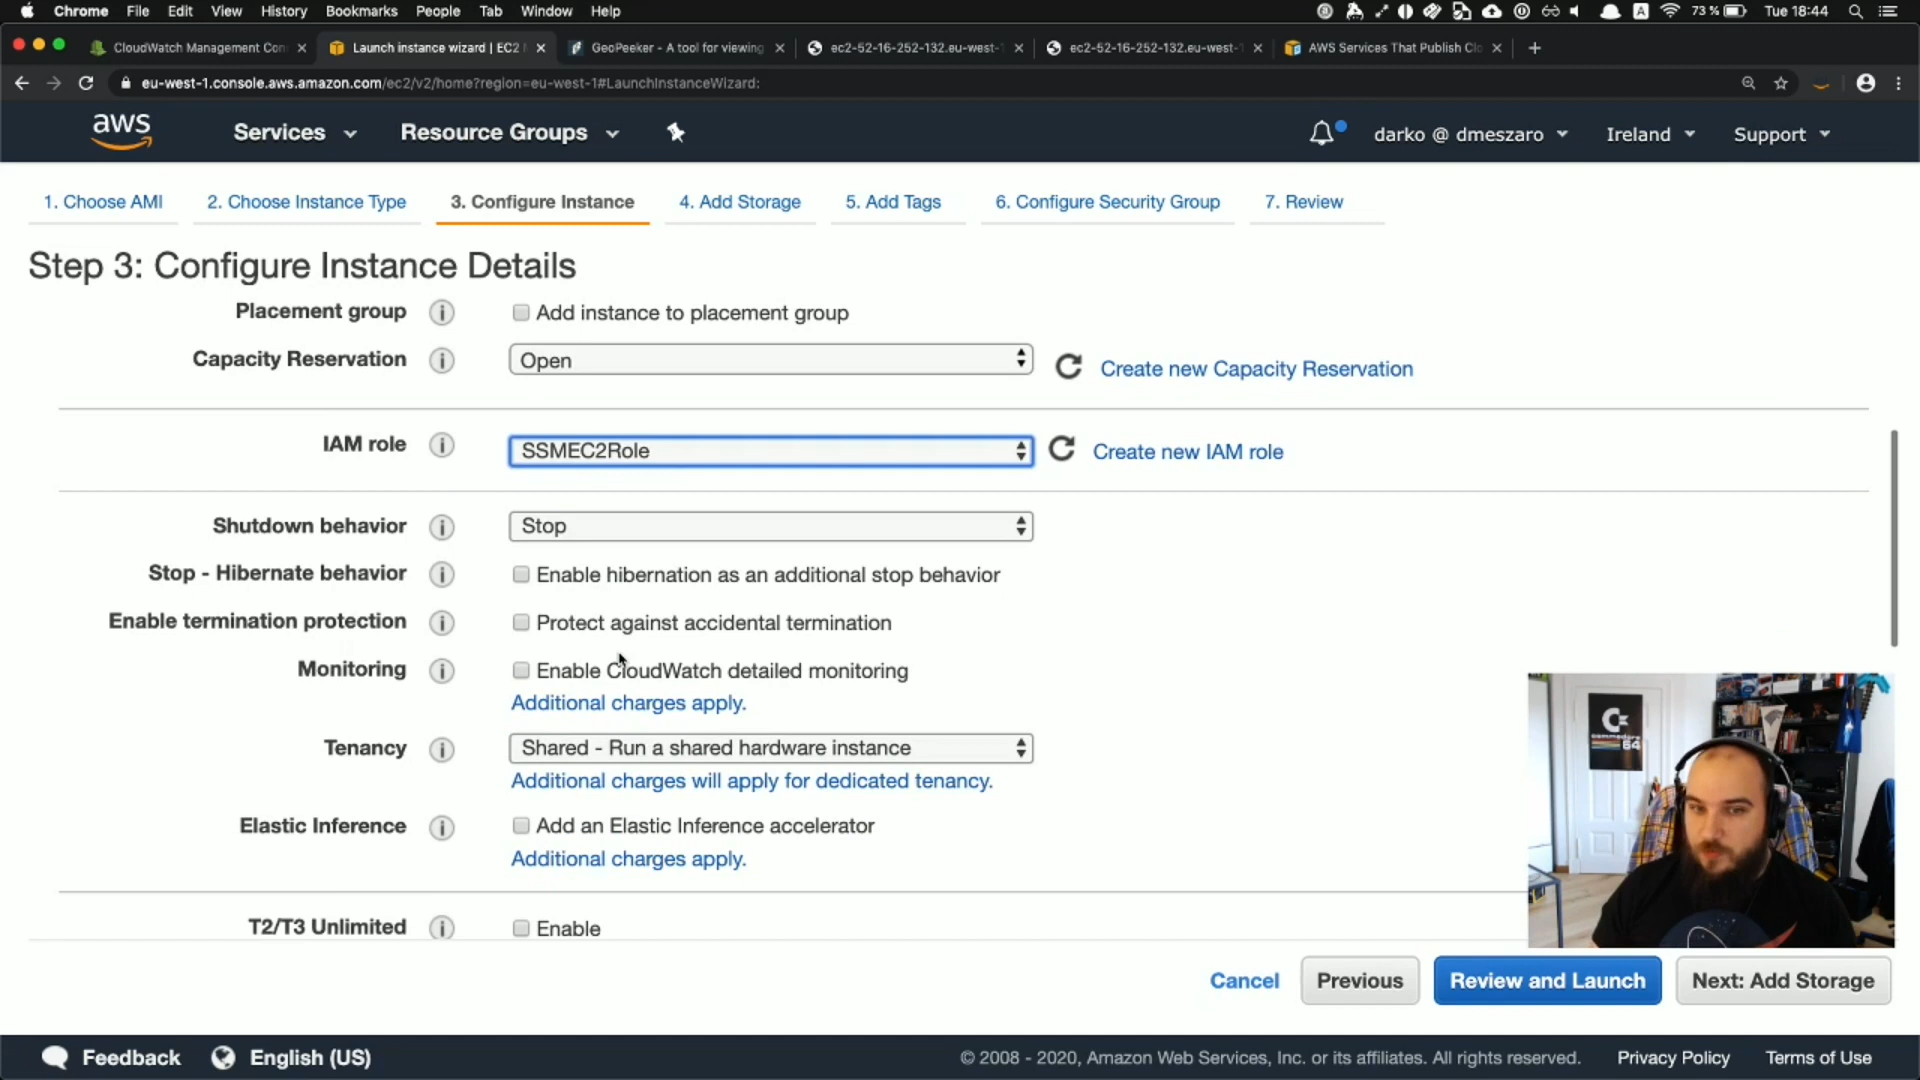 Chrome File Edit View History Bookmarks People Tab Window Help 73 % Tue 18:44
CloudWatch Management Con Launch instance wizard | EC2 GeoPeeker - A tool for viewing ec2-52-16-252-132.eu-west- ec2-52-16-252-132.eu-west-1 AWS Services That Publish Clo
eu-west-1.console.aws.amazon.com/ec2/v2/home?region=eu-west-1#LaunchInstanceWizard:
aws Services Resource Groups darko @ dmeszaro Ireland Support
1. Choose AMI 2. Choose Instance Type 3. Configure Instance 4. Add Storage 5. Add Tags 6. Configure Security Group 7. Review
Step 3: Configure Instance Details
Placement group Add instance to placement group
Capacity Reservation Open Create new Capacity Reservation
IAM role SSMEC2Role Create new IAM role
Shutdown behavior Stop
Stop - Hibernate behavior Enable hibernation as an additional stop behavior
Enable termination protection Protect against accidental termination
Monitoring Enable CloudWatch detailed monitoring
Additional charges apply.
Tenancy Shared - Run a shared hardware instance
Additional charges will apply for dedicated tenancy.
Elastic Inference Add an Elastic Inference accelerator
Additional charges apply.
T2/T3 Unlimited Enable
commodore
64
Cancel Previous Review and Launch Next: Add Storage
Feedback English (US) © 2008 - 2020, Amazon Web Services, Inc. or its affiliates. All rights reserved. Privacy Policy Terms of Use